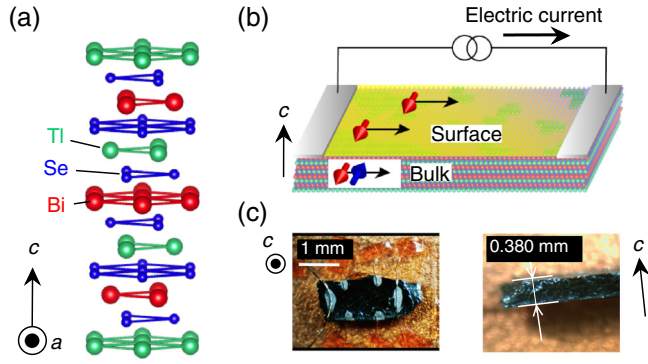 (a)
Tl
Se
Bi
c
a
(b)
Electric current
c
Surface
Bulk
(c)
c
1 mm
0.380 mm
c